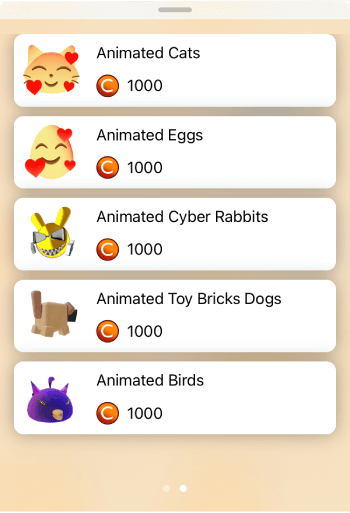 Animated Cats
C 1000
Animated Eggs
C 1000
Animated Cyber Rabbits
C 1000
Animated Toy Bricks Dogs
C 1000
Animated Birds
C 1000